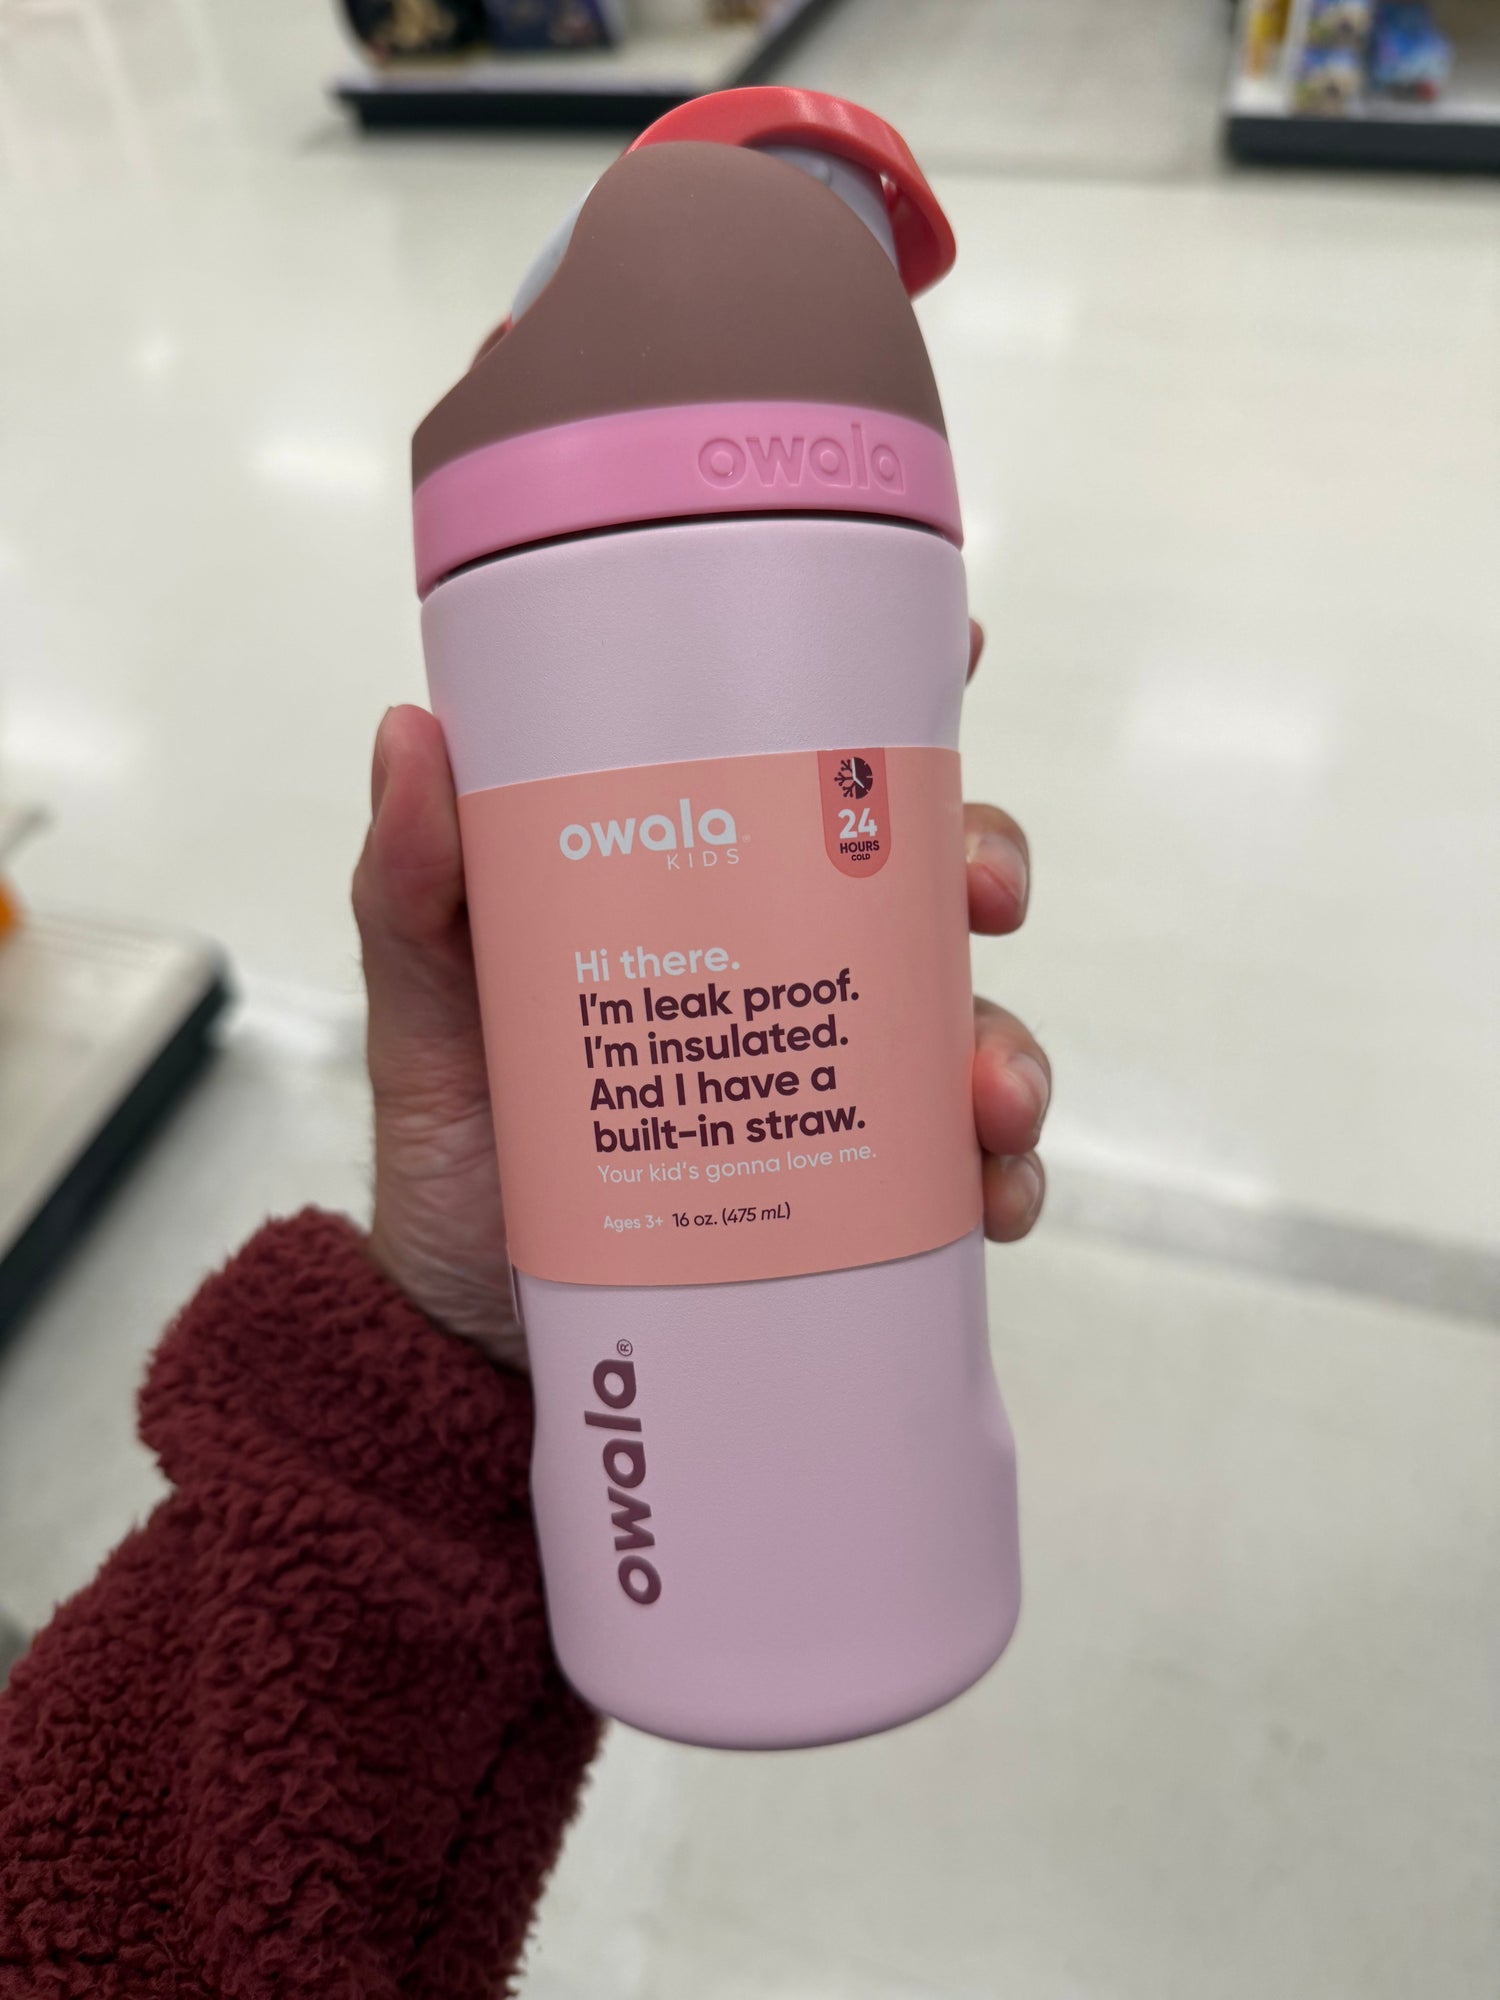 owala
owala®
KIDS
24
HOURS
COLD
Hi there.
I'm leak proof.
I'm insulated.
And I have a
built-in straw.
Your kid's gonna love me.
Ages 3+ 16 oz. (475 mL)
owala®